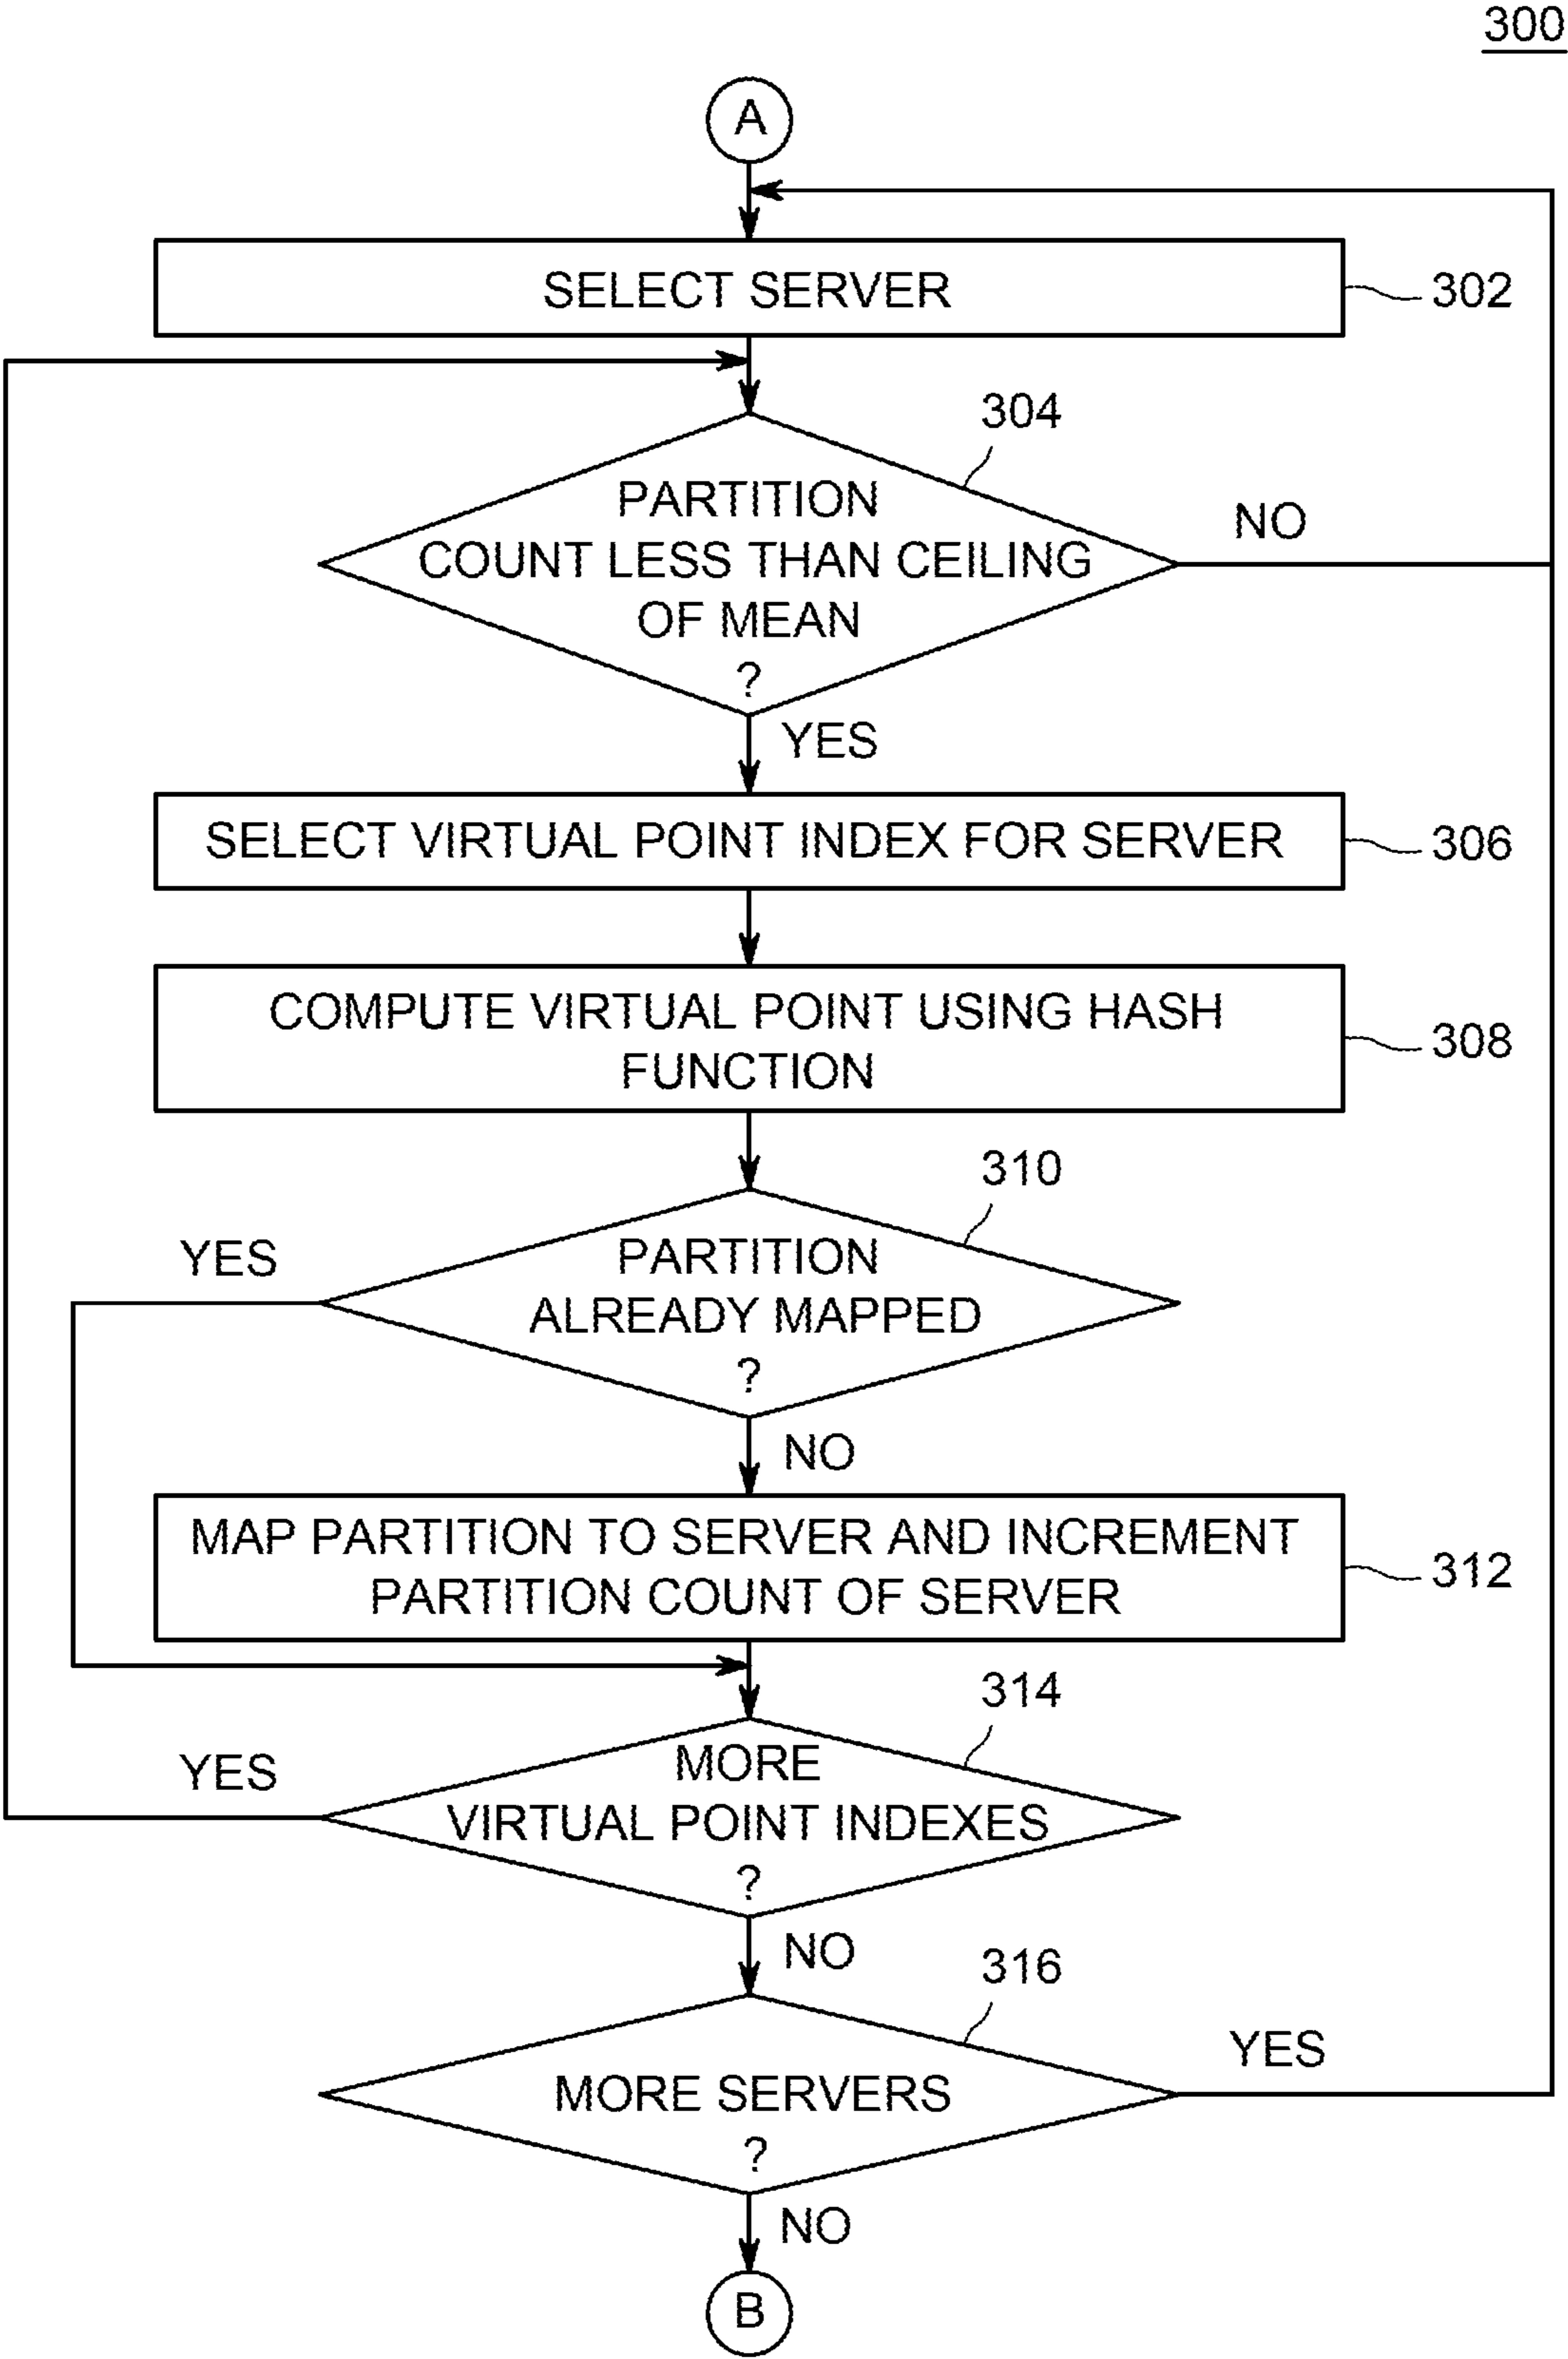 300
A
SELECT SERVER
302
304
PARTITION
COUNT LESS THAN CEILING
OF MEAN
?
NO
YES
SELECT VIRTUAL POINT INDEX FOR SERVER
306
COMPUTE VIRTUAL POINT USING HASH
FUNCTION
308
310
YES
PARTITION
ALREADY MAPPED
?
NO
MAP PARTITION TO SERVER AND INCREMENT
PARTITION COUNT OF SERVER
312
314
YES
MORE
VIRTUAL POINT INDEXES
?
NO
316
YES
MORE SERVERS
?
NO
B